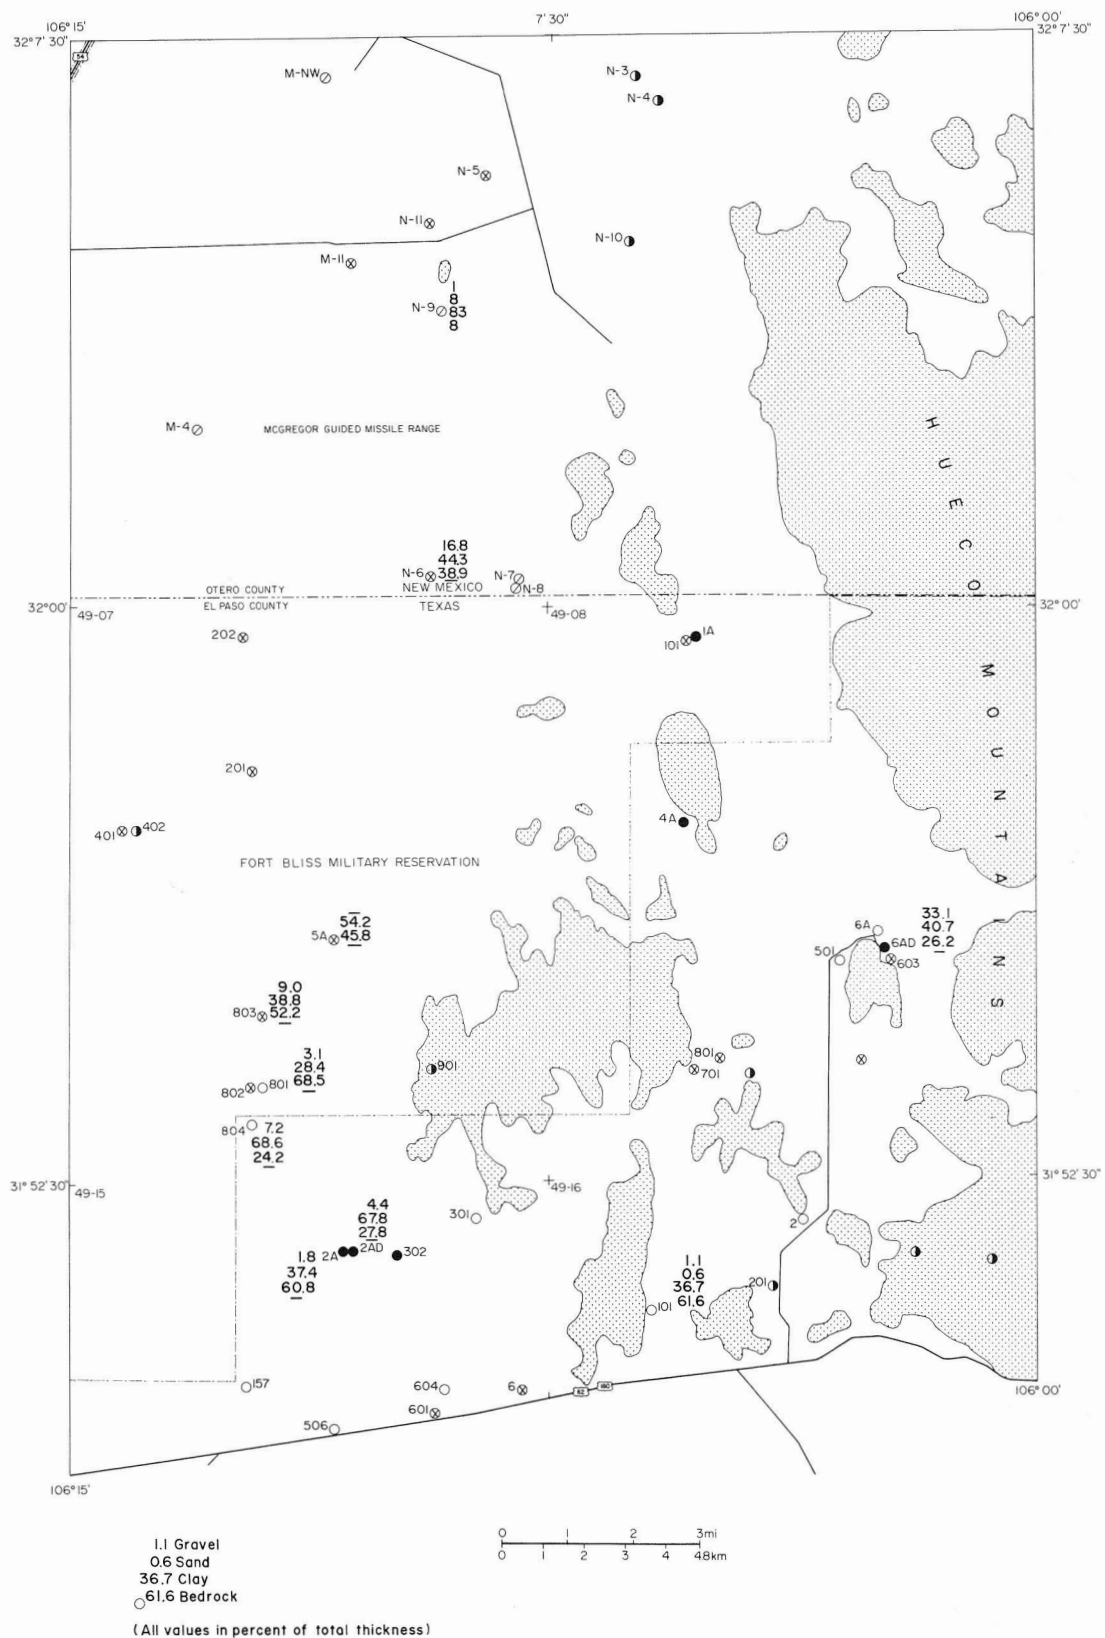 106°15'
7' 30"
106°00'
32°7' 30"
32°7' 30"
54
M-NW
N-3
N-4
N-5
N-11
N-10
M-11
1
8
N-9 83
8
M-4
MCGREGOR GUIDED MISSILE RANGE
HUECO
16.8
44.3
N-6 38.9
N-7
N-8
OTERO COUNTY
NEW MEXICO
EL PASO COUNTY
TEXAS
32°00'
32°00'
49-07
49-08
202
101
1A
MOUNTAINS
201
4A
401
402
FORT BLISS MILITARY RESERVATION
—
54.2
5A 45.8
—
33.1
40.7
26.2
—
6A
6AD
501
603
9.0
38.8
803 52.2
—
3.1
28.4
68.5
—
802
801
901
801
701
804
7.2
68.6
24.2
—
31°52' 30"
31°52' 30"
49-15
49-16
301
2
4.4
67.8
27.8
—
2A
2AD
302
1.8
37.4
60.8
—
1.1
0.6
36.7
61.6
101
201
157
604
6
62
180
601
506
106°00'
106°15'
0 1 2 3mi
0 1 2 3 4 4.8km
1.1 Gravel
0.6 Sand
36.7 Clay
61.6 Bedrock
(All values in percent of total thickness)